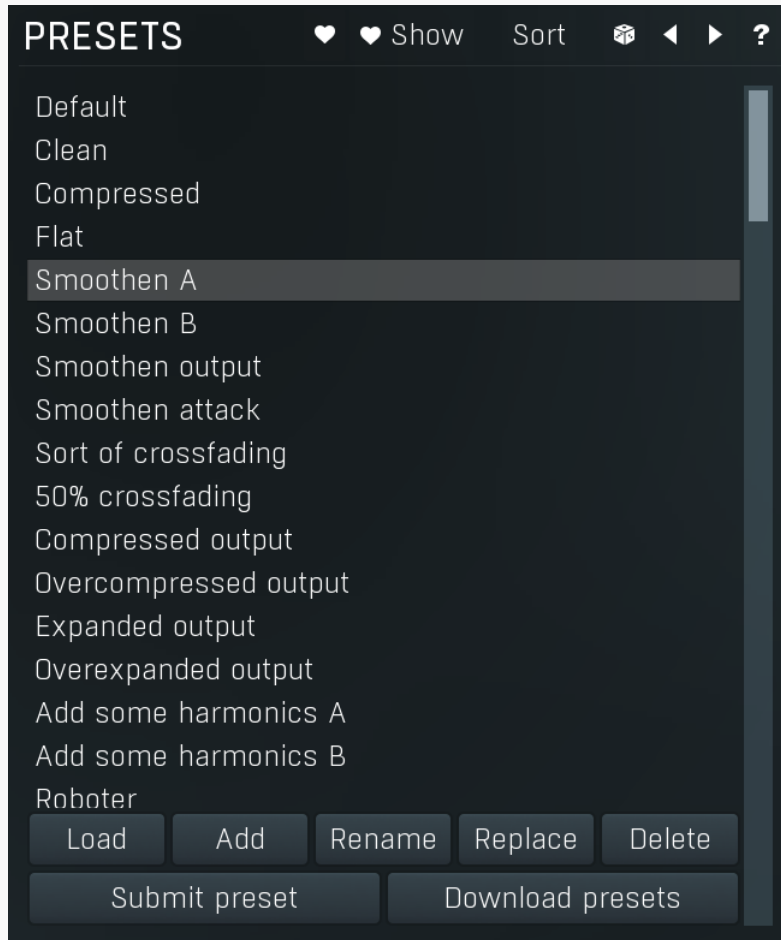 PRESETS Show Sort ?
Default
Clean
Compressed
Flat
Smoothen A
Smoothen B
Smoothen output
Smoothen attack
Sort of crossfading
50% crossfading
Compressed output
Overcompressed output
Expanded output
Overexpanded output
Add some harmonics A
Add some harmonics B
Roboter
Load Add Rename Replace Delete
Submit preset Download presets